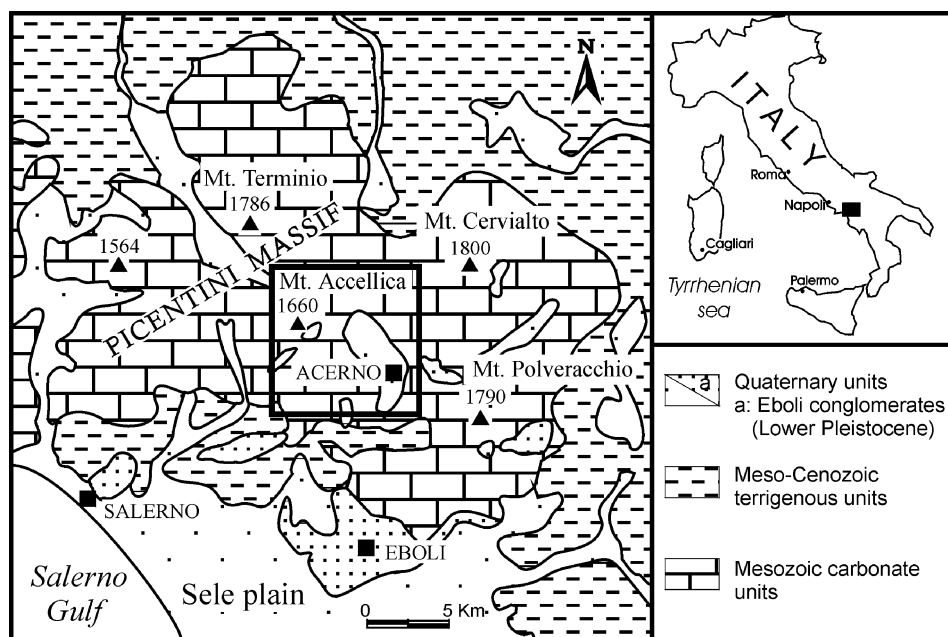 N
Mt. Terminio
1786
Mt. Cervialto
1800
1564
PICENTINI MASSIF
Mt. Accellica
1660
ACERNO
Mt. Polveracchio
1790
SALERNO
EBOLI
Salerno
Gulf
Sele plain
0 5 Km
ITALY
Roma
Napoli
Cagliari
Palermo
Tyrrhenian
sea
a
Quaternary units
a: Eboli conglomerates
(Lower Pleistocene)
Meso-Cenozoic
terrigenous units
Mesozoic carbonate
units